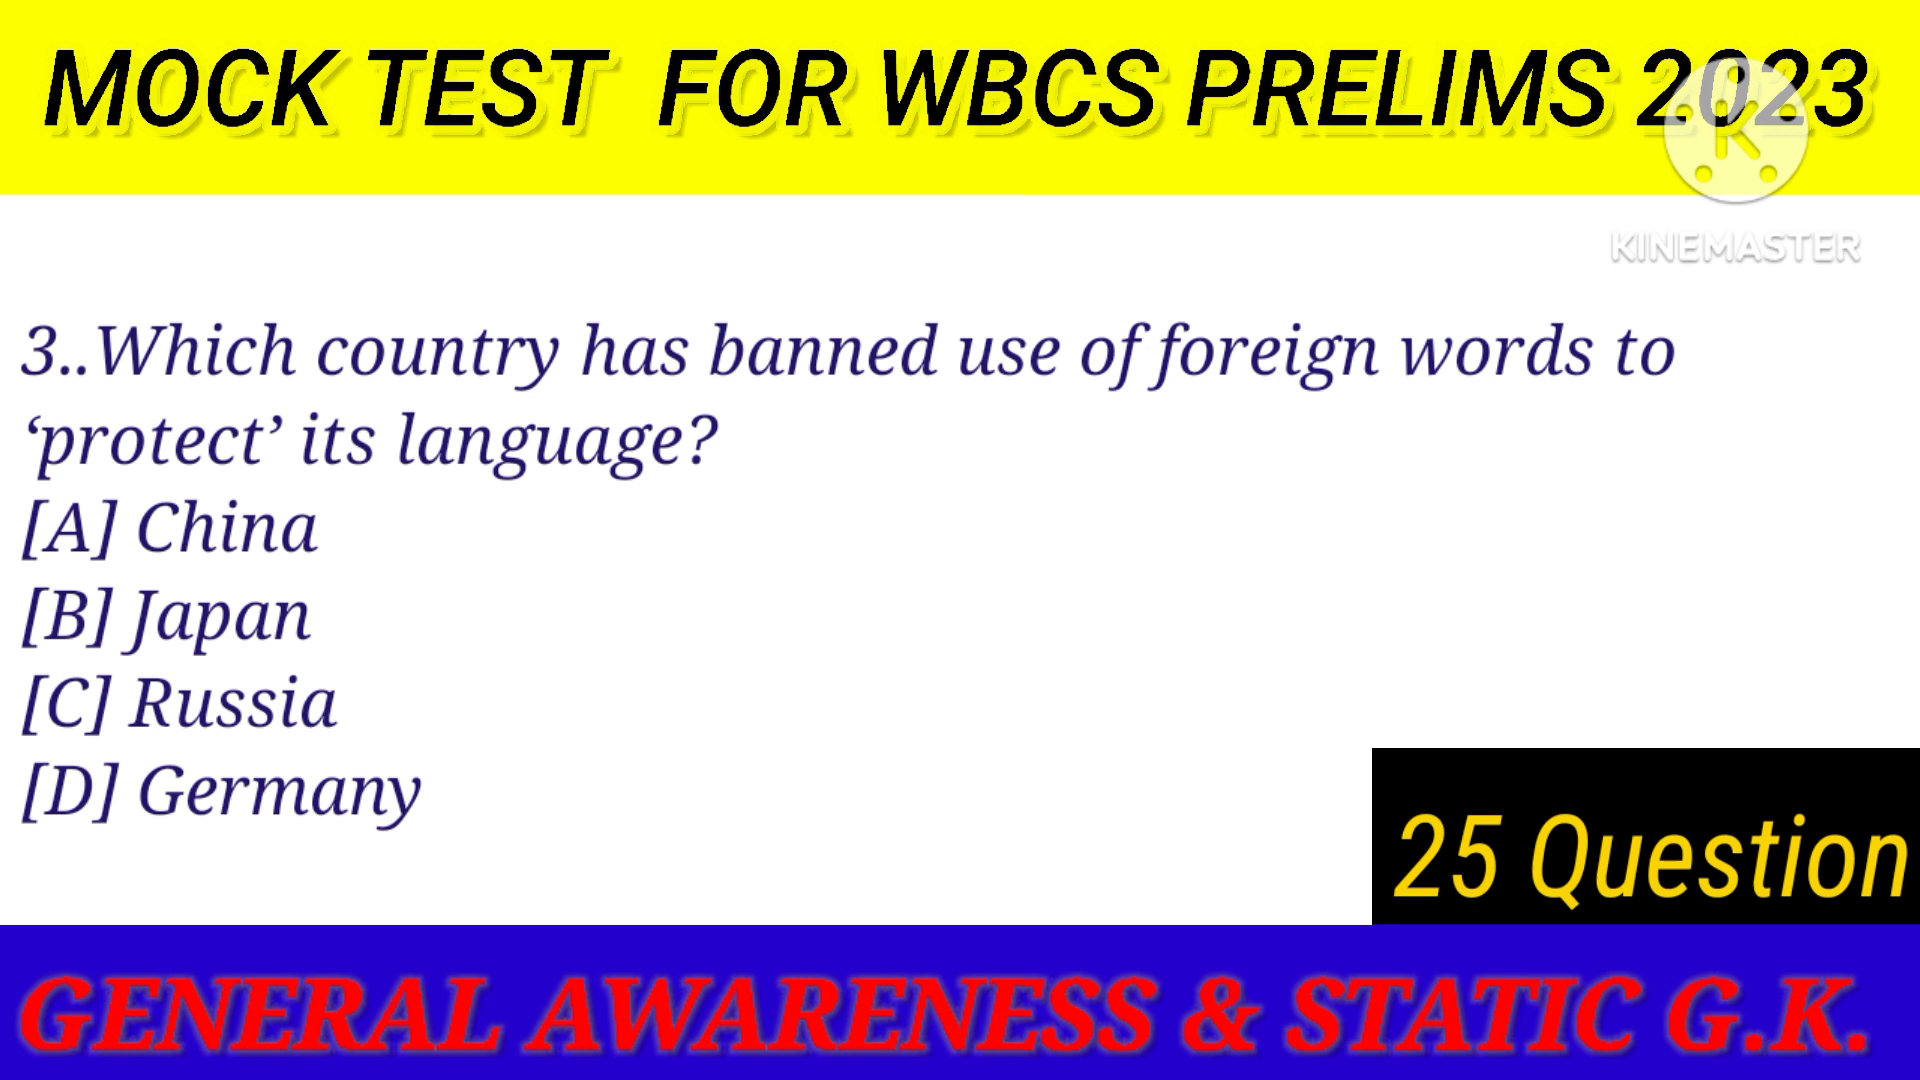 MOCK TEST FOR WBCS PRELIMS 2023
KINEMASTER
3..Which country has banned use of foreign words to
‘protect’ its language?
[A] China
[B] Japan
[C] Russia
[D] Germany
25 Question
GENERAL AWARENESS & STATIC G.K.